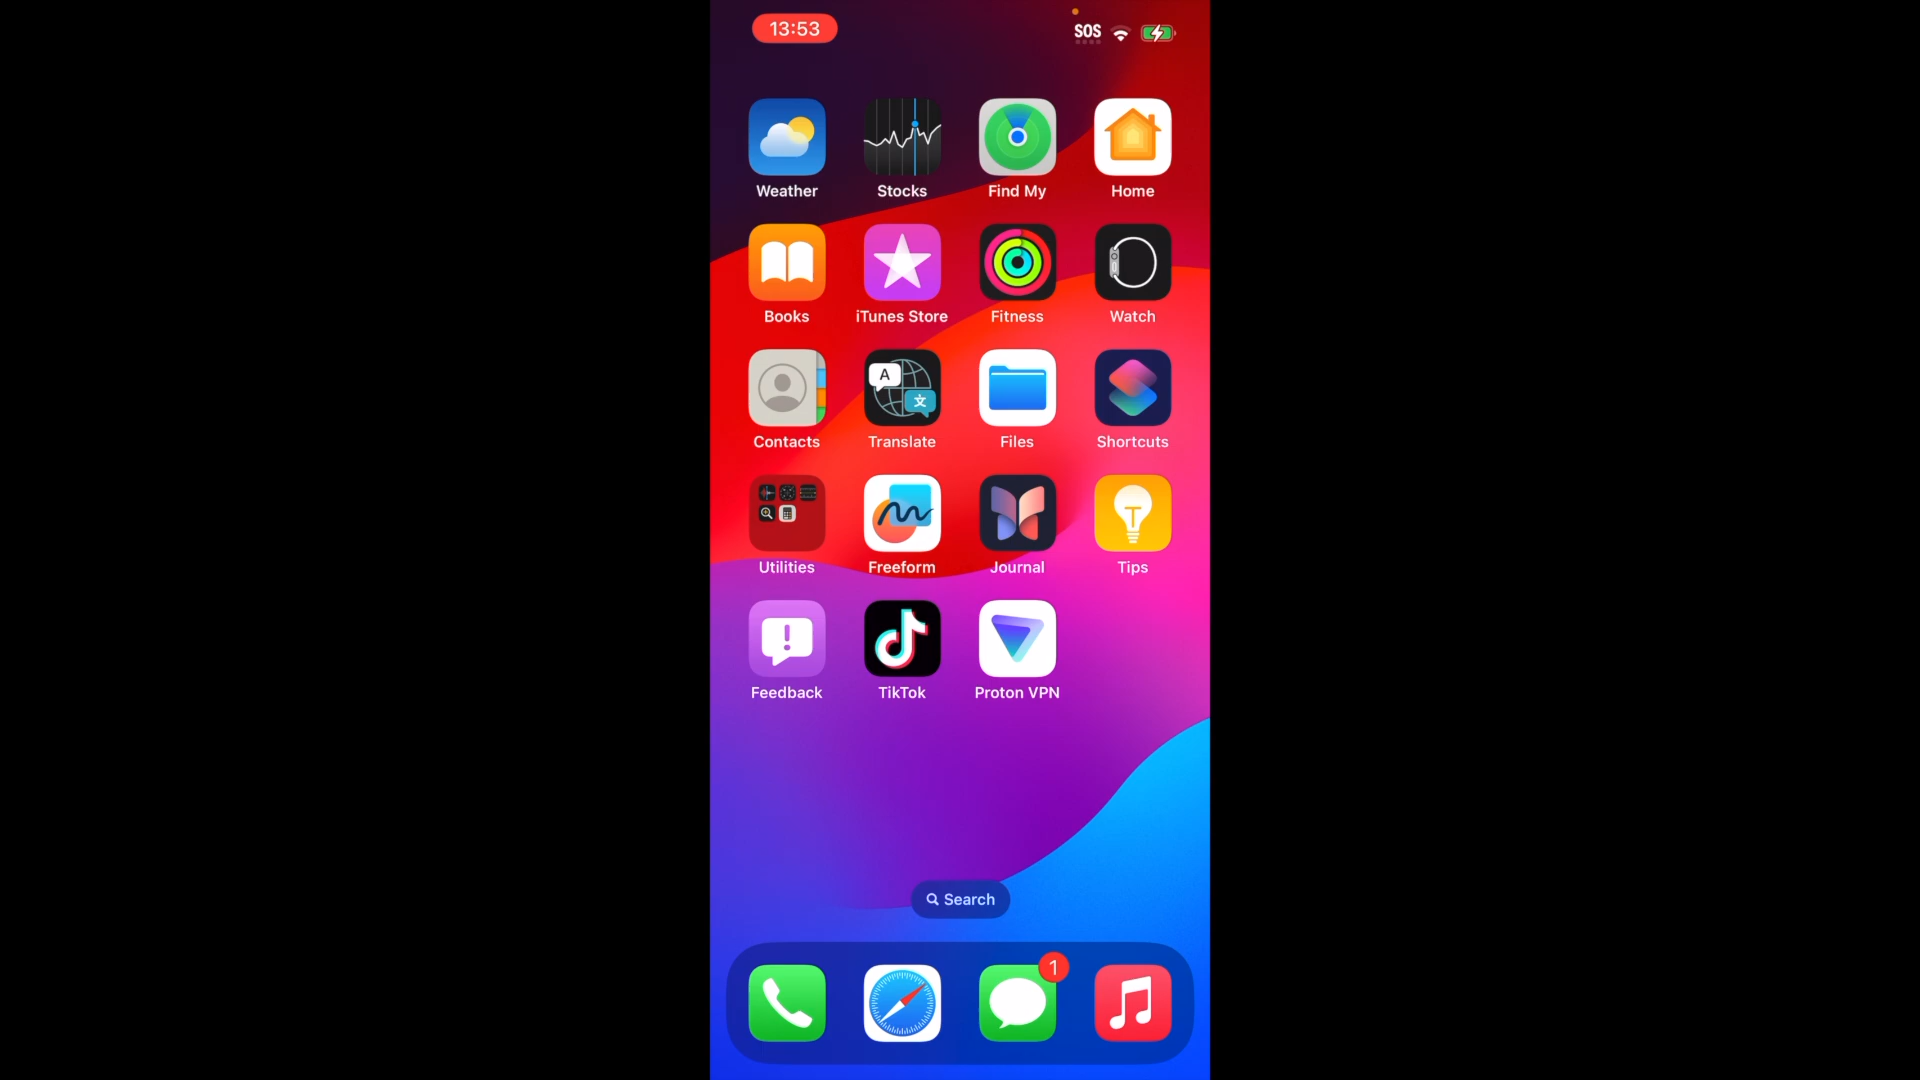 13:53 SOS
Weather Stocks Find My Home
Books iTunes Store Fitness Watch
A
文
Contacts Translate Files Shortcuts
Utilities Freeform Journal Tips
Feedback TikTok Proton VPN
Search
1